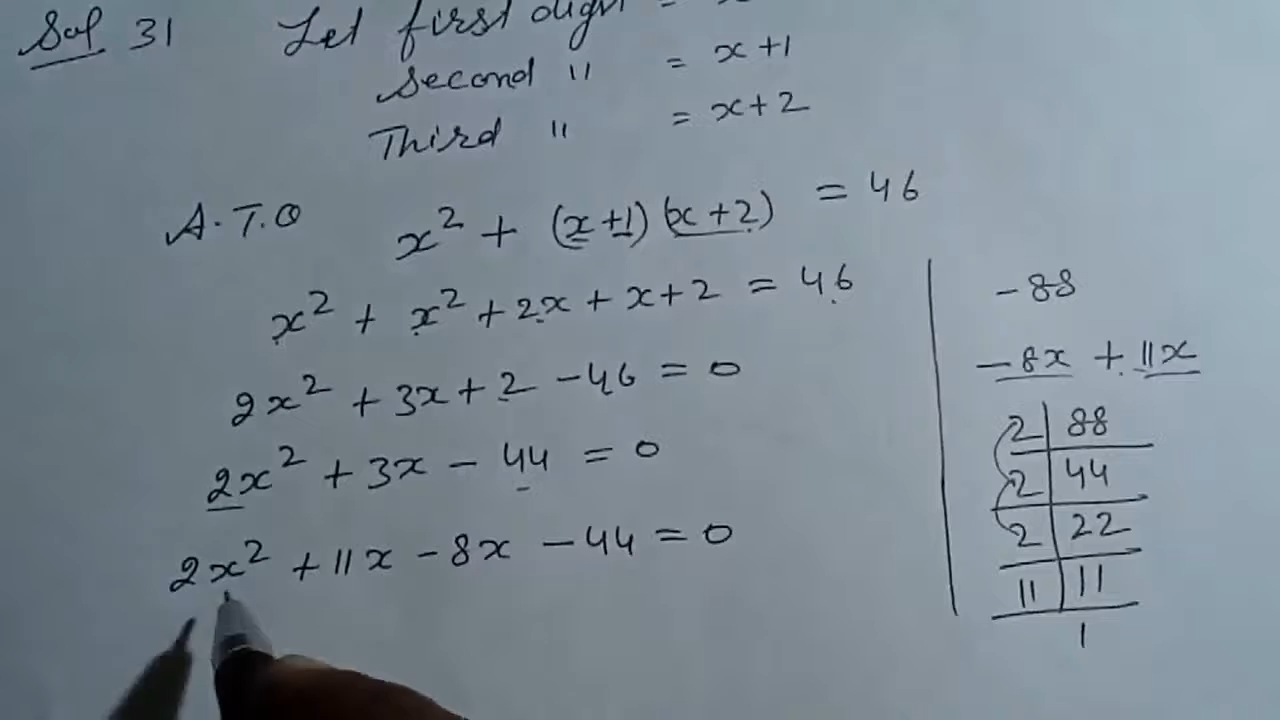 Sol 31 Let first digit =
Second " = x+1
Third " = x+2
A.T.Q x² + (x+1)(x+2) = 46
x² + x² + 2x + x + 2 = 46
2x² + 3x + 2 - 46 = 0
2x² + 3x - 44 = 0
2x² + 11x - 8x - 44 = 0
-88
-8x + 11x
2 | 88
2 | 44
2 | 22
11 | 11
1